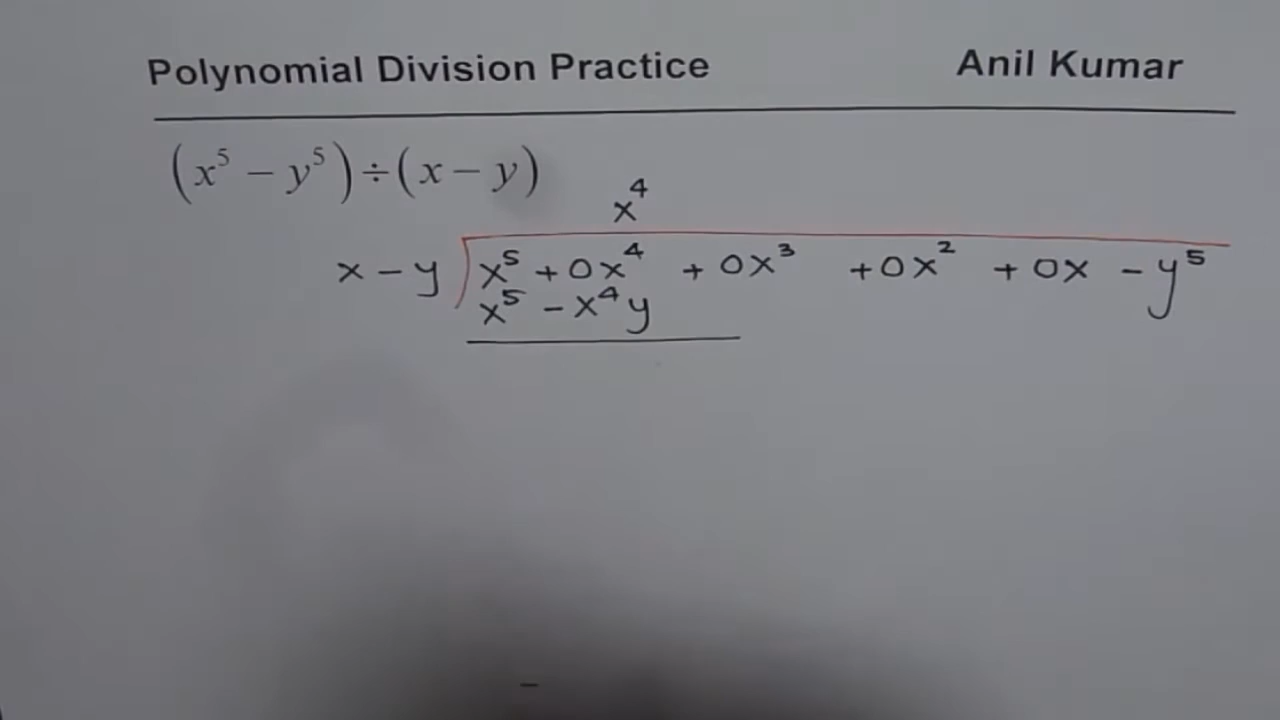 Polynomial Division Practice Anil Kumar
(x⁵ − y⁵) ÷ (x − y)
x⁴
x − y x⁵ + 0x⁴ + 0x³ + 0x² + 0x − y⁵
x⁵ − x⁴y